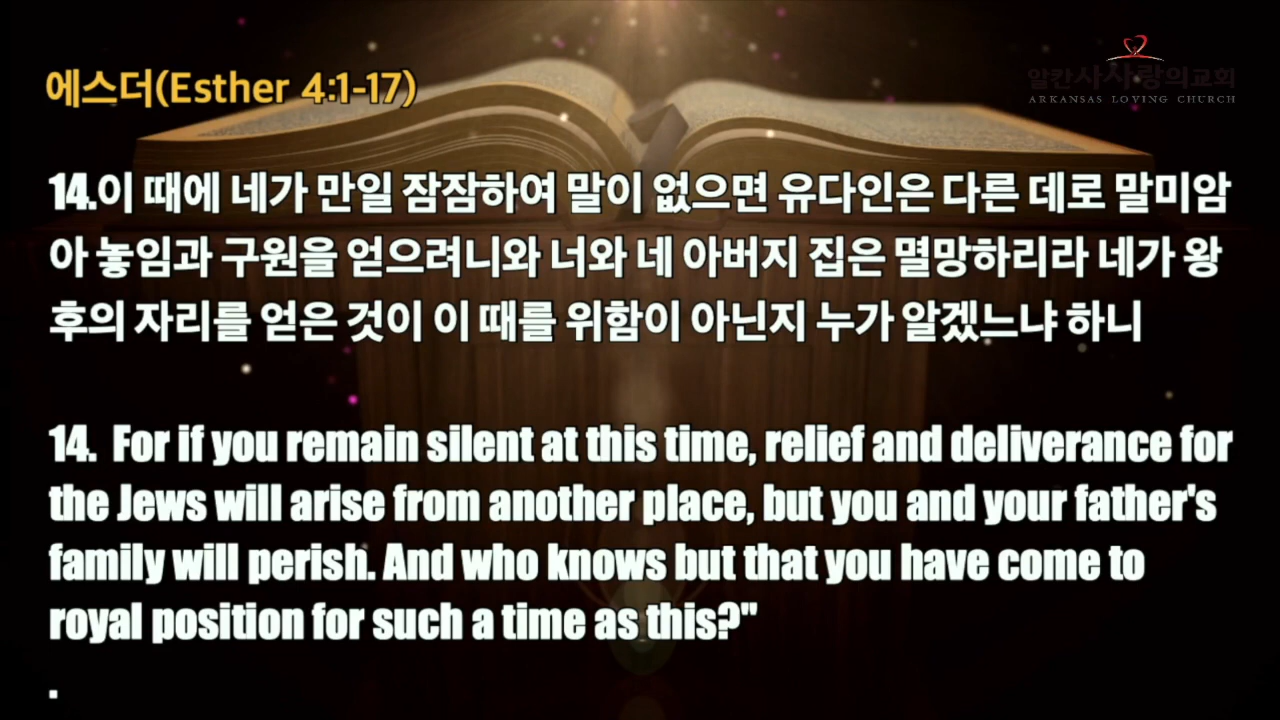 에스더(Esther 4:1-17)
알칸사사랑의교회
ARKANSAS LOVING CHURCH
14.이 때에 네가 만일 잠잠하여 말이 없으면 유다인은 다른 데로 말미암
아 놓임과 구원을 얻으려니와 너와 네 아버지 집은 멸망하리라 네가 왕
후의 자리를 얻은 것이 이 때를 위함이 아닌지 누가 알겠느냐 하니
14. For if you remain silent at this time, relief and deliverance for
the Jews will arise from another place, but you and your father's
family will perish. And who knows but that you have come to
royal position for such a time as this?"
.